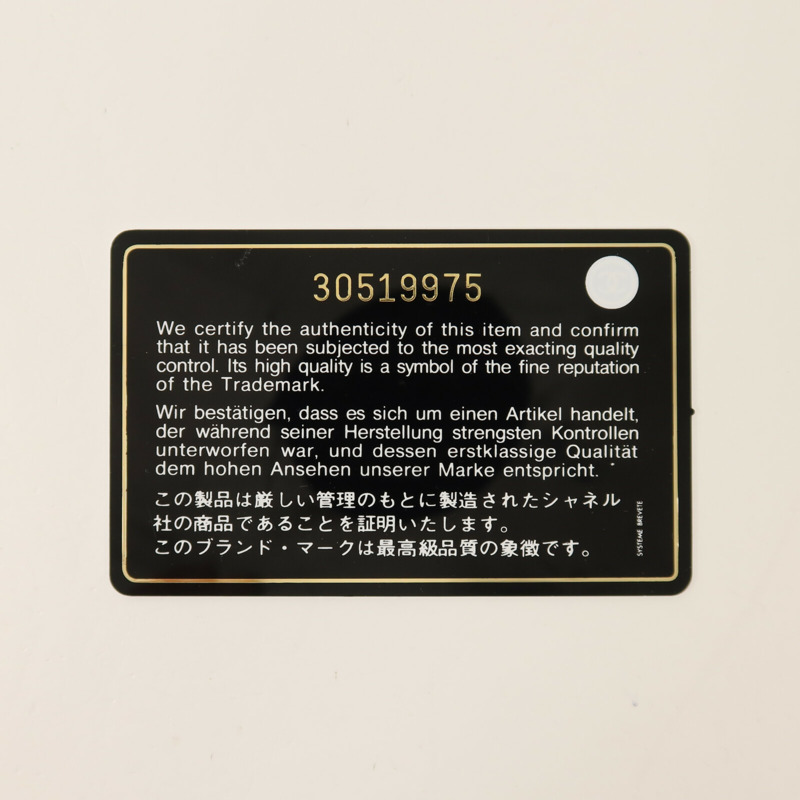 30519975
We certify the authenticity of this item and confirm
that it has been subjected to the most exacting quality
control. Its high quality is a symbol of the fine reputation
of the Trademark.
Wir bestätigen, dass es sich um einen Artikel handelt,
der während seiner Herstellung strengsten Kontrollen
unterworfen war, und dessen erstklassige Qualität
dem hohen Ansehen unserer Marke entspricht.
この製品は厳しい管理のもとに製造されたシャネル
社の商品であることを証明いたします。
このブランド・マークは最高級品質の象徴です。
SYSTEME BREVETE